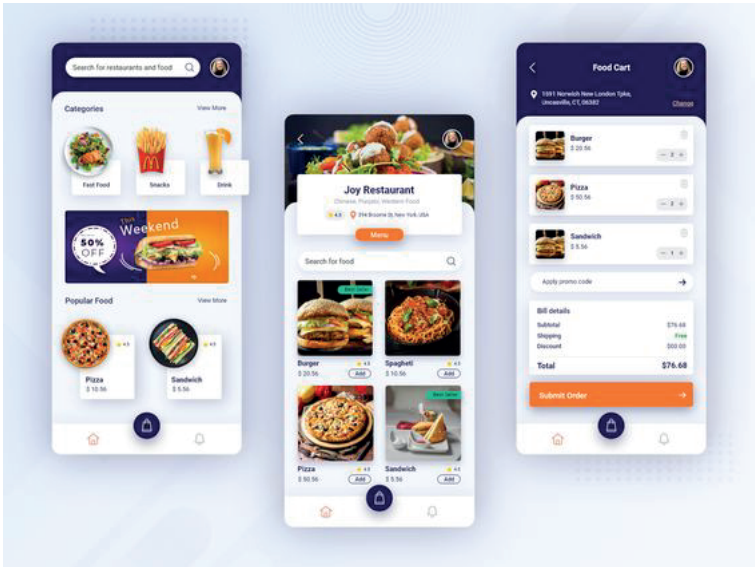 Search for restaurants and food
Categories
View More
Fast Food
Snacks
Drink
This
Weekend
50%
OFF
Popular Food
View More
4.5
4.5
Pizza
$ 10.56
Sandwich
$ 5.56
Joy Restaurant
Chinese, Punjabi, Western Food
4.5
314 Broome St, New York, USA
Menu
Search for food
Best Seller
Burger
4.5
$ 20.56
Add
Spagheti
4.5
$ 10.56
Add
Best Seller
Pizza
4.5
$ 50.56
Add
Sandwich
4.5
$ 5.56
Add
Food Cart
1091 Norwich New London Tpke,
Uncasville, CT, 06382
Change
Burger
$ 20.56
− 2 +
Pizza
$ 50.56
− 2 +
Sandwich
$ 5.56
− 1 +
Apply promo code
Bill details
Subtotal
$76.68
Shipping
Free
Discount
$00.00
Total
$76.68
Submit Order